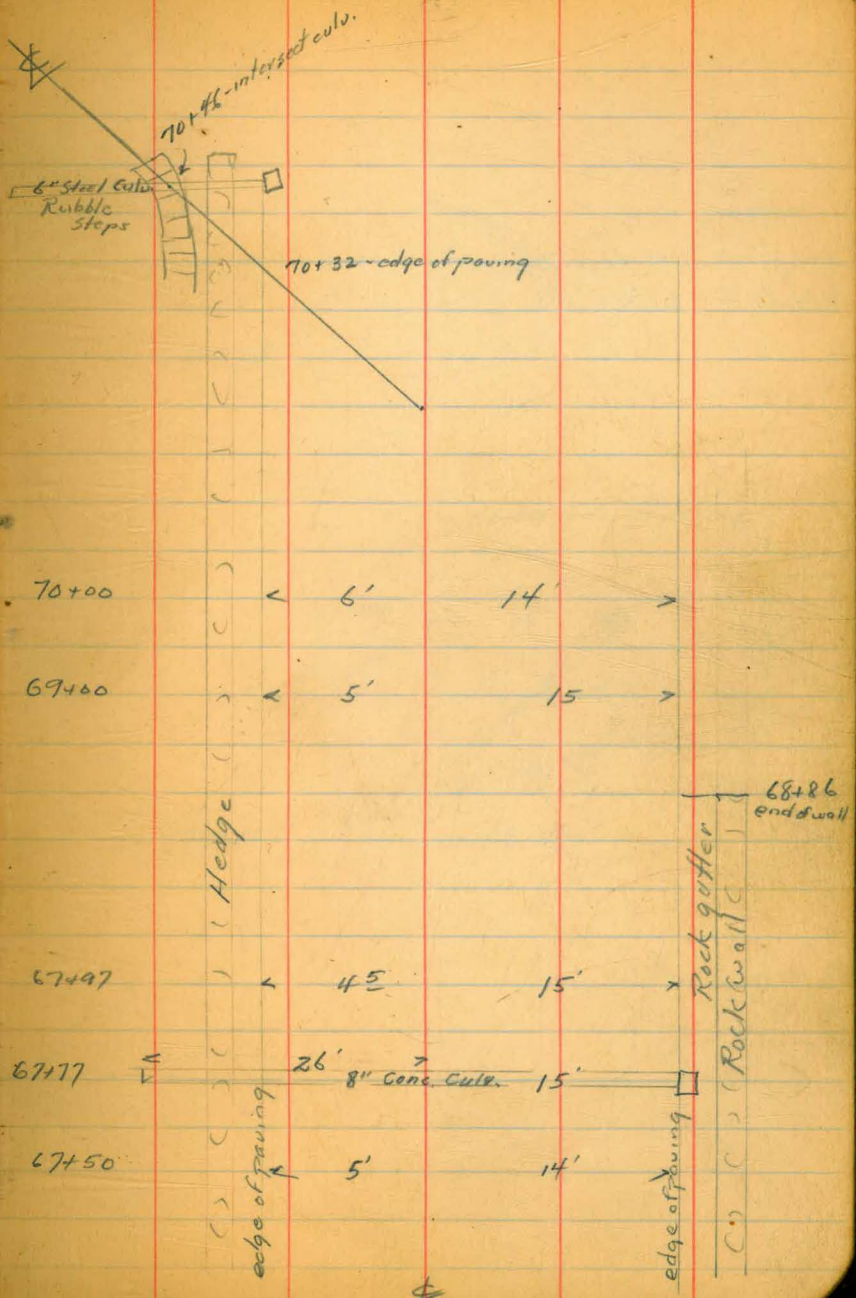 ℄
70+46-intersect culv.
6" Steel Culv.
Rubble
Steps
70+32-edge of paving
70+00 6' 14'
69+00 5' 15
68+86
end of wall
Hedge
Rock gutter
Rock wall
67+97 4 5 15'
67+77 26' 8" Conc. Culv. 15'
67+50 5' 14'
edge of paving
edge of paving
℄